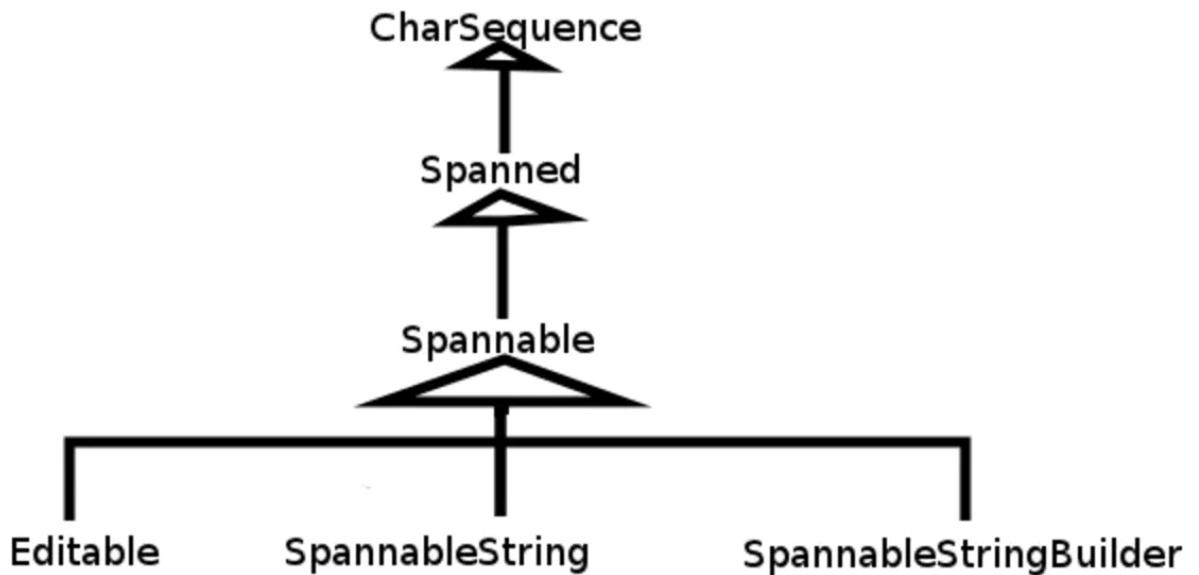 CharSequence
Spanned
Spannable
Editable
SpannableString
SpannableStringBuilder